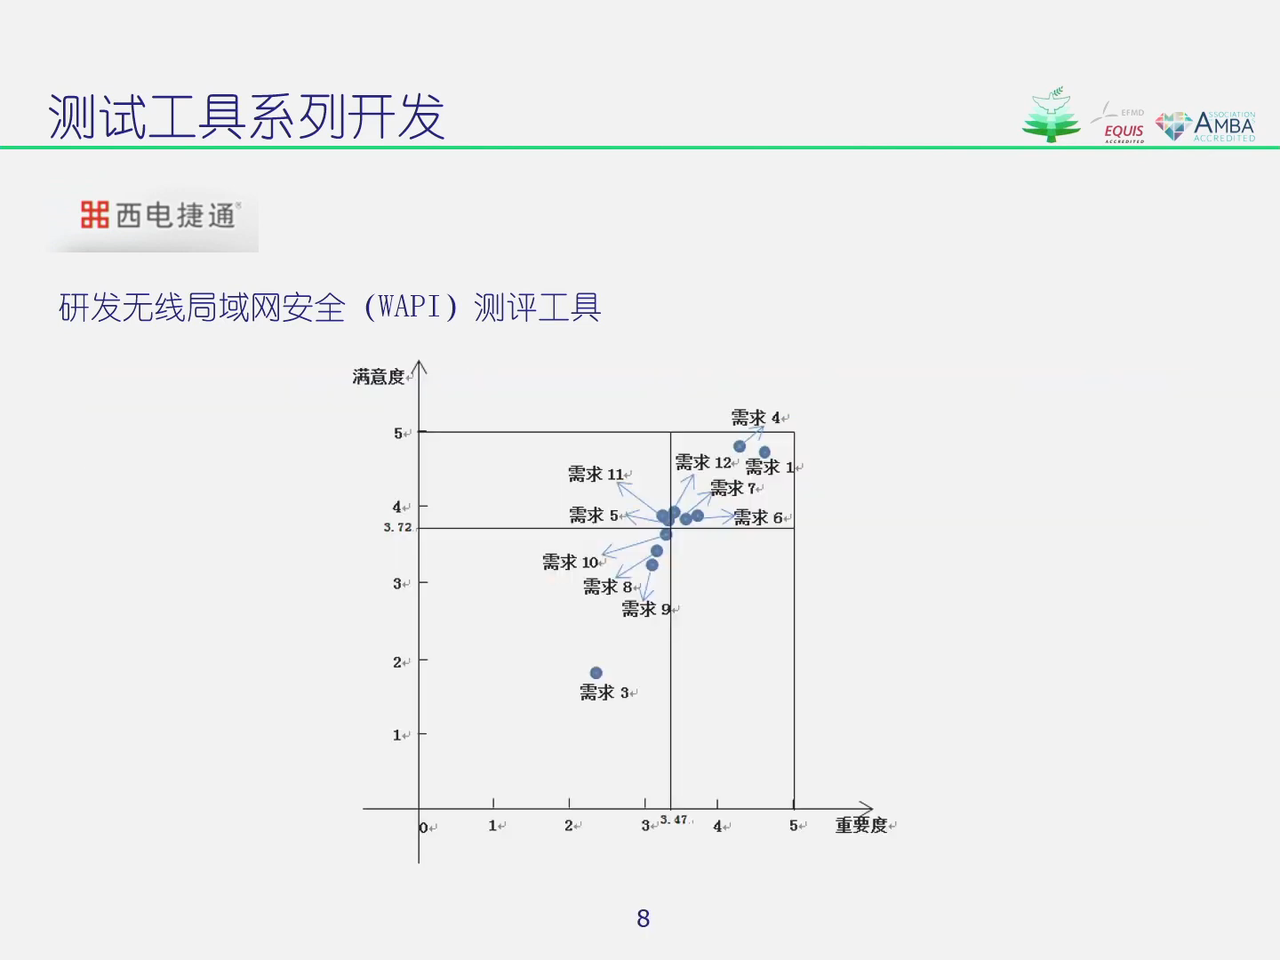 测试工具系列开发
EFMD
EQUIS
ACCREDITED
ASSOCIATION
AMBA
ACCREDITED
西电捷通®
研发无线局域网安全（WAPI）测评工具
满意度
需求 4
5
需求 12
需求 1
需求 11
需求 7
4
需求 5
需求 6
3.72
需求 10
3
需求 8
需求 9
2
需求 3
1
0
1
2
3
3.47
4
5
重要度
8